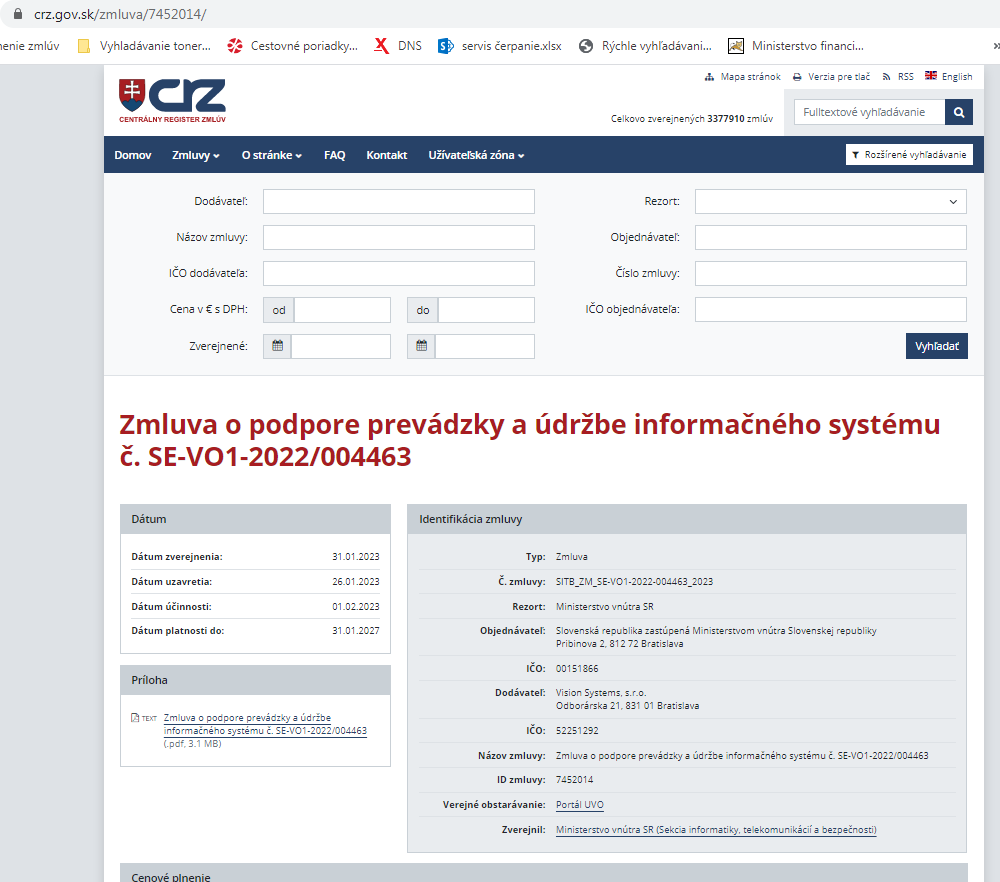 crz.gov.sk/zmluva/7452014/
nenie zmlúv Vyhladávanie toner... Cestovné poriadky... DNS servis čerpanie.xlsx Rýchle vyhľadávani... Ministerstvo financi... »
Mapa stránok Verzia pre tlač RSS English
CRZ
CENTRÁLNY REGISTER ZMLÚV
Celkovo zverejnených 3377910 zmlúv
Fulltextové vyhľadávanie
Domov Zmluvy O stránke FAQ Kontakt Užívateľská zóna
Rozšírené vyhľadávanie
Dodávateľ: Rezort:
Názov zmluvy: Objednávateľ:
IČO dodávateľa: Číslo zmluvy:
Cena v € s DPH: od do IČO objednávateľa:
Zverejnené:
Vyhľadať
Zmluva o podpore prevádzky a údržbe informačného systému
č. SE-VO1-2022/004463
Dátum
Dátum zverejnenia: 31.01.2023
Dátum uzavretia: 26.01.2023
Dátum účinnosti: 01.02.2023
Dátum platnosti do: 31.01.2027
Príloha
TEXT Zmluva o podpore prevádzky a údržbe
informačného systému č. SE-VO1-2022/004463
(.pdf, 3.1 MB)
Identifikácia zmluvy
Typ: Zmluva
Č. zmluvy: SITB_ZM_SE-VO1-2022-004463_2023
Rezort: Ministerstvo vnútra SR
Objednávateľ: Slovenská republika zastúpená Ministerstvom vnútra Slovenskej republiky
Pribinova 2, 812 72 Bratislava
IČO: 00151866
Dodávateľ: Vision Systems, s.r.o.
Odborárska 21, 831 01 Bratislava
IČO: 52251292
Názov zmluvy: Zmluva o podpore prevádzky a údržbe informačného systému č. SE-VO1-2022/004463
ID zmluvy: 7452014
Verejné obstarávanie: Portál UVO
Zverejnil: Ministerstvo vnútra SR (Sekcia informatiky, telekomunikácií a bezpečnosti)
Cenové plnenie